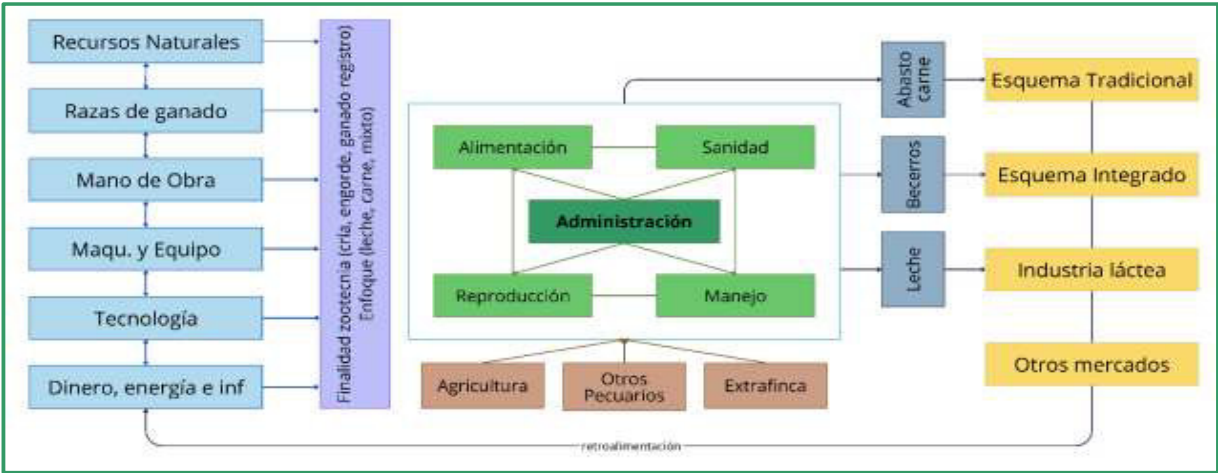 Recursos Naturales
Razas de ganado
Mano de Obra
Maqu. y Equipo
Tecnología
Dinero, energía e inf
Finalidad zootecnia (cría, engorde, ganado registro)
Enfoque (leche, carne, mixto)
Alimentación
Sanidad
Administración
Reproducción
Manejo
Agricultura
Otros
Pecuarios
Extrafinca
Abasto
carne
Becerros
Leche
Esquema Tradicional
Esquema Integrado
Industria láctea
Otros mercados
retroalimentación